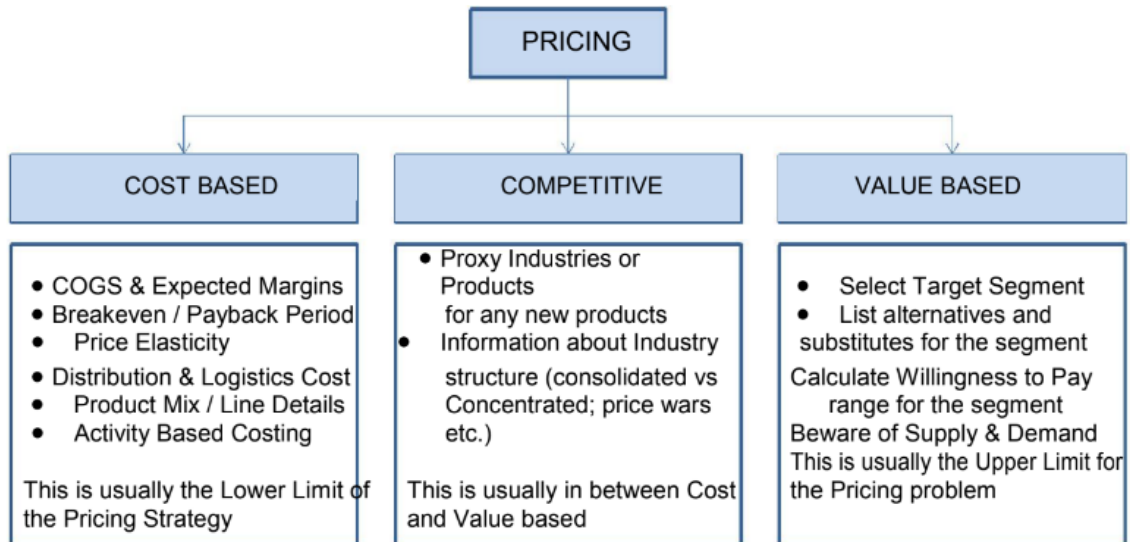 PRICING
COST BASED
COMPETITIVE
VALUE BASED
• COGS & Expected Margins
• Breakeven / Payback Period
• Price Elasticity
• Distribution & Logistics Cost
• Product Mix / Line Details
• Activity Based Costing
This is usually the Lower Limit of
the Pricing Strategy
• Proxy Industries or
Products
for any new products
• Information about Industry
structure (consolidated vs
Concentrated; price wars
etc.)
This is usually in between Cost
and Value based
• Select Target Segment
• List alternatives and
substitutes for the segment
Calculate Willingness to Pay
range for the segment
Beware of Supply & Demand
This is usually the Upper Limit for
the Pricing problem